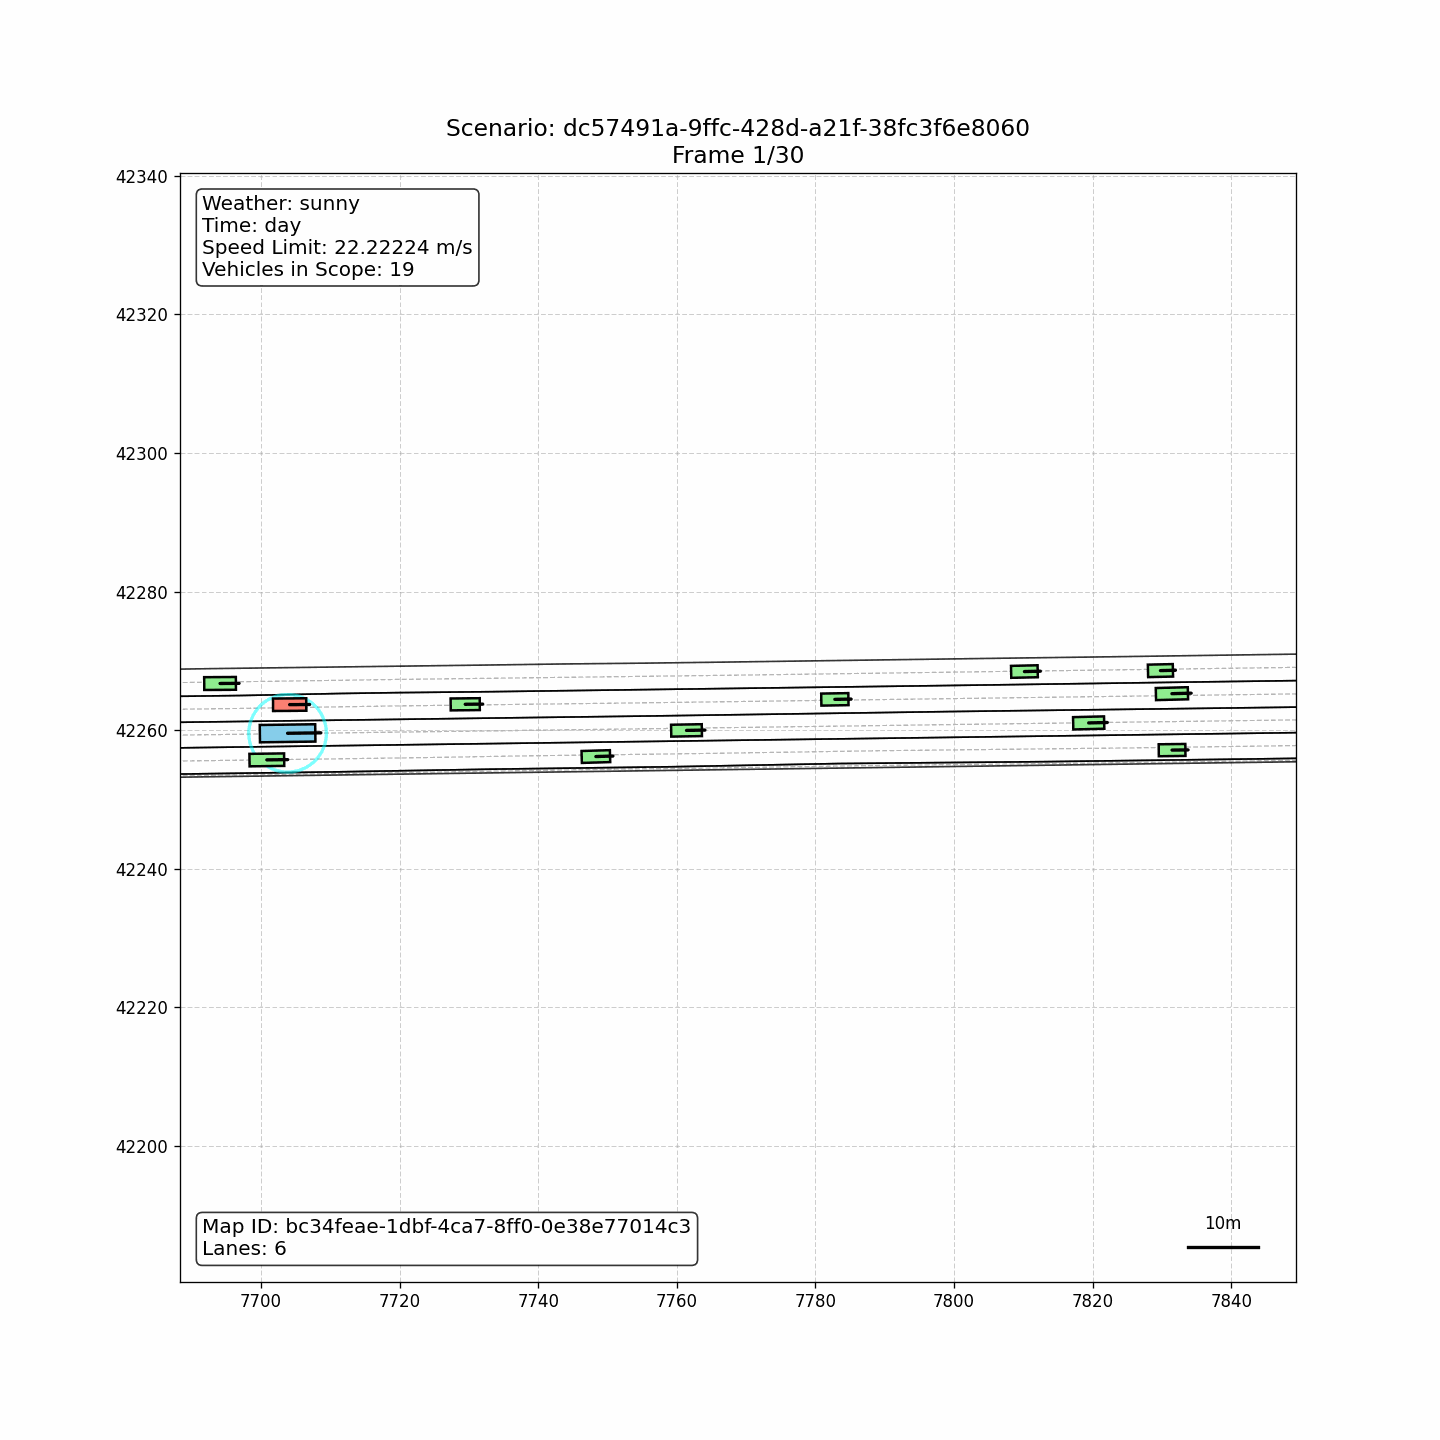 Scenario: dc57491a-9ffc-428d-a21f-38fc3f6e8060
Frame 1/30
42340
42320
42300
42280
42260
42240
42220
42200
Weather: sunny
Time: day
Speed Limit: 22.22224 m/s
Vehicles in Scope: 19
Map ID: bc34feae-1dbf-4ca7-8ff0-0e38e77014c3
Lanes: 6
10m
7700
7720
7740
7760
7780
7800
7820
7840